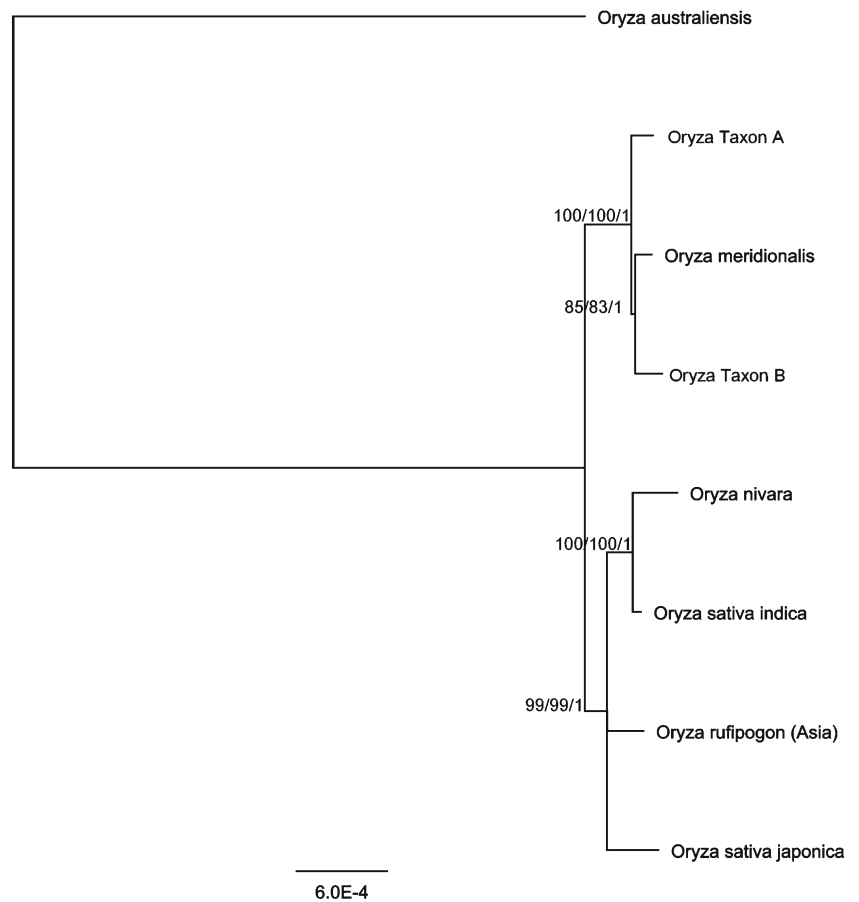 Oryza australiensis
Oryza Taxon A
100/100/1
Oryza meridionalis
85/83/1
Oryza Taxon B
Oryza nivara
100/100/1
Oryza sativa indica
99/99/1
Oryza rufipogon (Asia)
Oryza sativa japonica
6.0E-4